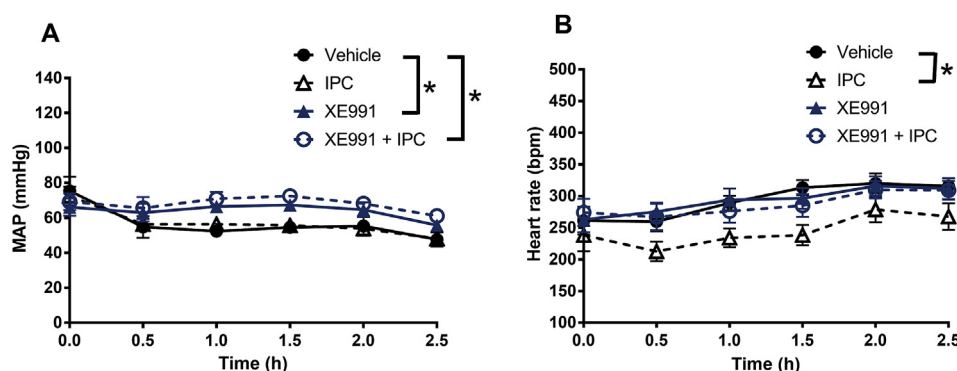 A
Vehicle
IPC
XE991
XE991 + IPC
*
*
MAP (mmHg)
140
120
100
80
60
40
20
0
0.0 0.5 1.0 1.5 2.0 2.5
Time (h)
B
Vehicle
IPC
XE991
XE991 + IPC
*
Heart rate (bpm)
500
450
400
350
300
250
200
150
100
0.0 0.5 1.0 1.5 2.0 2.5
Time (h)